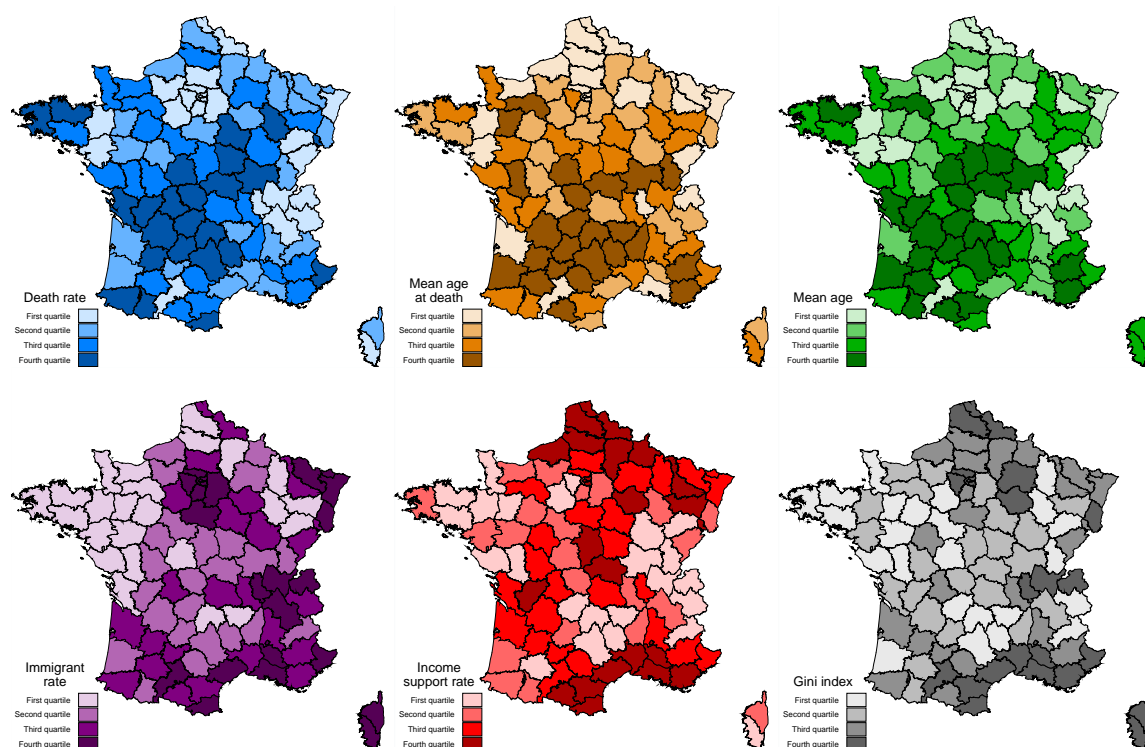 Death rate
First quartile
Second quartile
Third quartile
Fourth quartile
Mean age
at death
First quartile
Second quartile
Third quartile
Fourth quartile
Mean age
First quartile
Second quartile
Third quartile
Fourth quartile
Immigrant
rate
First quartile
Second quartile
Third quartile
Fourth quartile
Income
support rate
First quartile
Second quartile
Third quartile
Fourth quartile
Gini index
First quartile
Second quartile
Third quartile
Fourth quartile